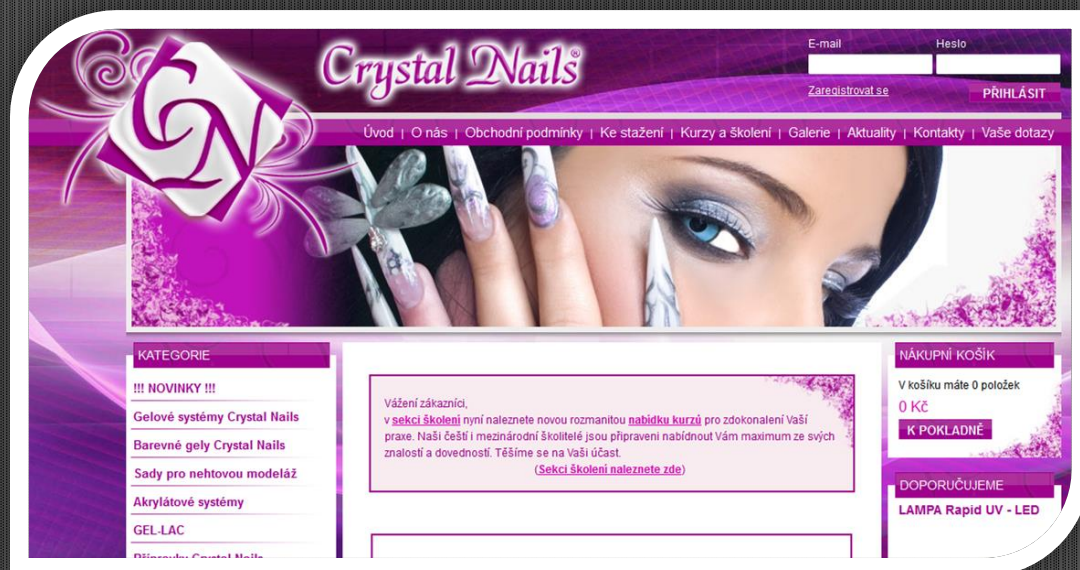 Crystal Nails®
CN
E-mail
Heslo
Zaregistrovat se
PŘIHLÁSIT
Úvod | O nás | Obchodní podmínky | Ke stažení | Kurzy a školení | Galerie | Aktuality | Kontakty | Vaše dotazy
KATEGORIE
!!! NOVINKY !!!
Gelové systémy Crystal Nails
Barevné gely Crystal Nails
Sady pro nehtovou modeláž
Akrylátové systémy
GEL-LAC
Přípravky Crystal Nails
Vážení zákazníci,
v sekci školení nyní naleznete novou rozmanitou nabídku kurzů pro zdokonalení Vaší
praxe. Naši čeští i mezinárodní školitelé jsou připraveni nabídnout Vám maximum ze svých
znalostí a dovedností. Těšíme se na Vaši účast.
(Sekci školení naleznete zde)
NÁKUPNÍ KOŠÍK
V košíku máte 0 položek
0 Kč
K POKLADNĚ
DOPORUČUJEME
LAMPA Rapid UV - LED